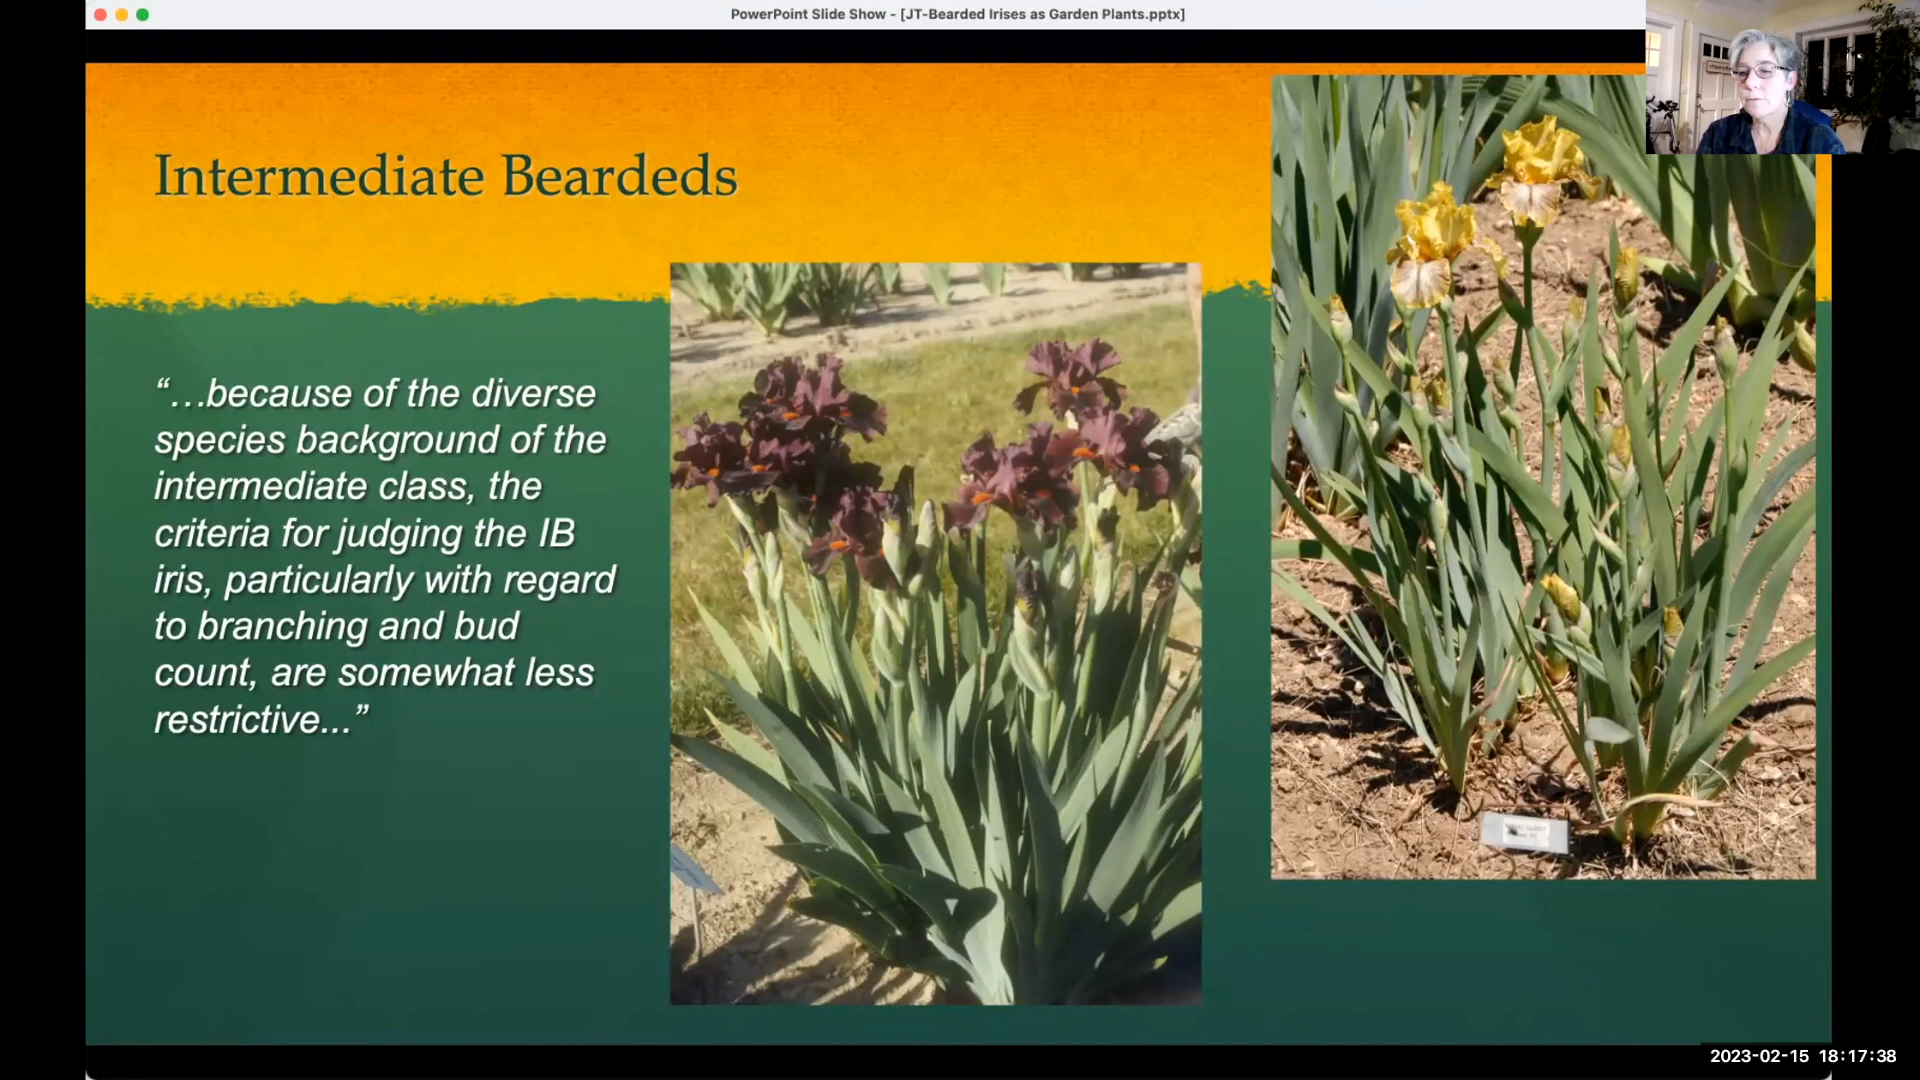 PowerPoint Slide Show - [JT-Bearded Irises as Garden Plants.pptx]
Intermediate Beardeds
“…because of the diverse
species background of the
intermediate class, the
criteria for judging the IB
iris, particularly with regard
to branching and bud
count, are somewhat less
restrictive...”
2023-02-15 18:17:38